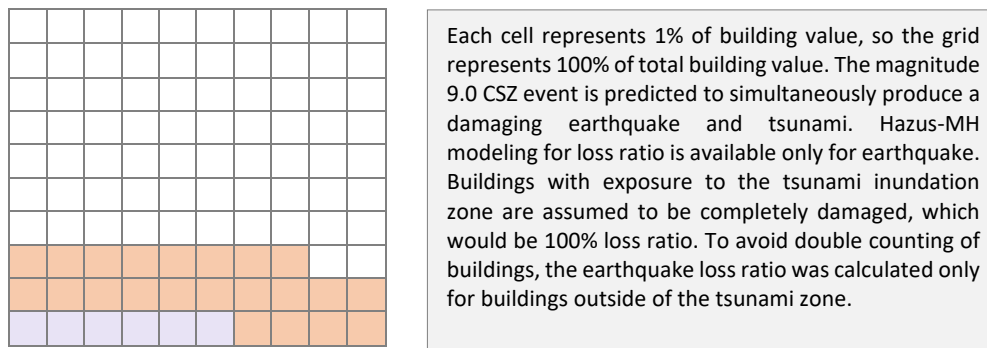 Each cell represents 1% of building value, so the grid
represents 100% of total building value. The magnitude
9.0 CSZ event is predicted to simultaneously produce a
damaging earthquake and tsunami. Hazus-MH
modeling for loss ratio is available only for earthquake.
Buildings with exposure to the tsunami inundation
zone are assumed to be completely damaged, which
would be 100% loss ratio. To avoid double counting of
buildings, the earthquake loss ratio was calculated only
for buildings outside of the tsunami zone.